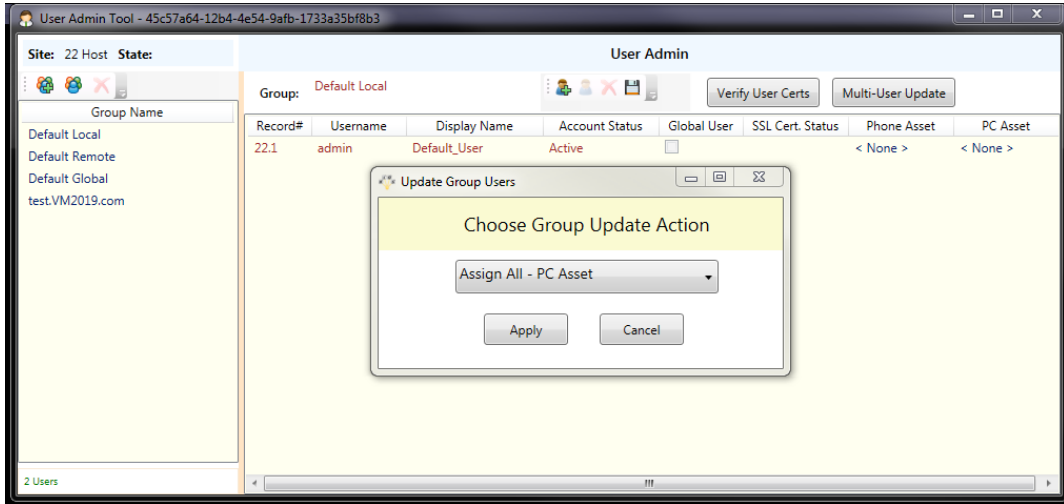 User Admin Tool - 45c57a64-12b4-4e54-9afb-1733a35bf8b3
Site: 22 Host State:
User Admin
Group: Default Local
Verify User Certs
Multi-User Update
Group Name
Default Local
Default Remote
Default Global
test.VM2019.com
Record# Username Display Name Account Status Global User SSL Cert. Status Phone Asset PC Asset
22.1 admin Default_User Active < None > < None >
Update Group Users
Choose Group Update Action
Assign All - PC Asset
Apply Cancel
2 Users